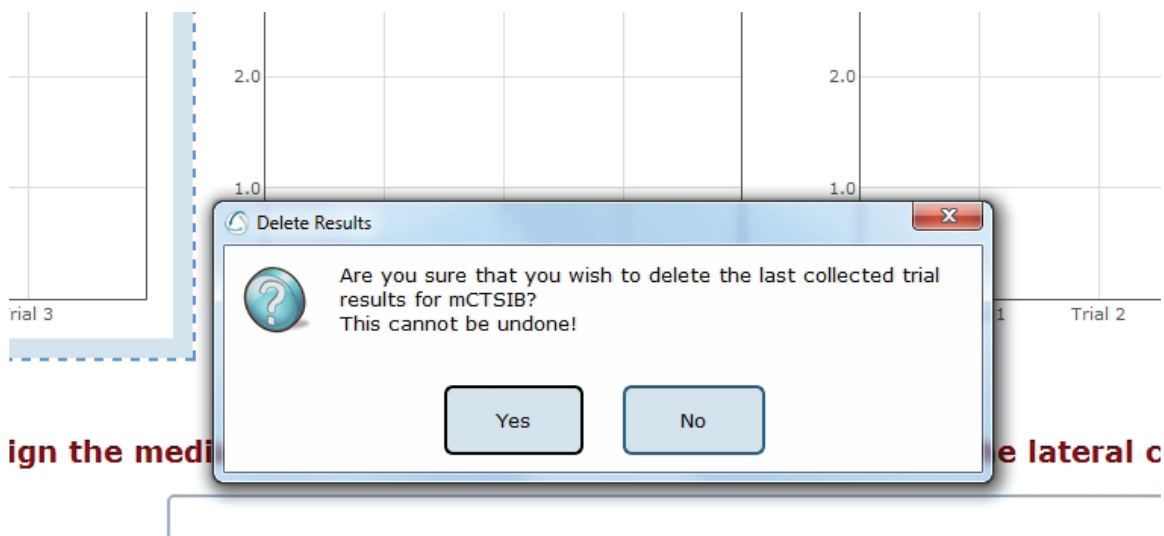 2.0
2.0
1.0
1.0
Delete Results
Are you sure that you wish to delete the last collected trial
results for mCTSIB?
This cannot be undone!
rial 3
1
Trial 2
Yes
No
ign the medi
e lateral c